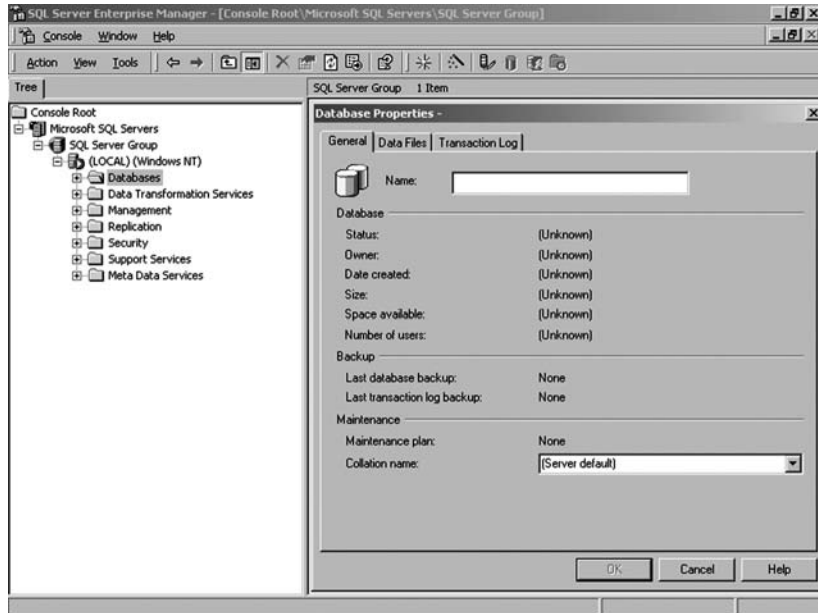 SQL Server Enterprise Manager - [Console Root\Microsoft SQL Servers\SQL Server Group]
Console Window Help
Action View Tools
Tree
SQL Server Group 1 Item
Console Root
Microsoft SQL Servers
SQL Server Group
(LOCAL) (Windows NT)
Databases
Data Transformation Services
Management
Replication
Security
Support Services
Meta Data Services
Database Properties -
General Data Files Transaction Log
Name:
Database
Status: (Unknown)
Owner: (Unknown)
Date created: (Unknown)
Size: (Unknown)
Space available: (Unknown)
Number of users: (Unknown)
Backup
Last database backup: None
Last transaction log backup: None
Maintenance
Maintenance plan: None
Collation name: (Server default)
OK Cancel Help